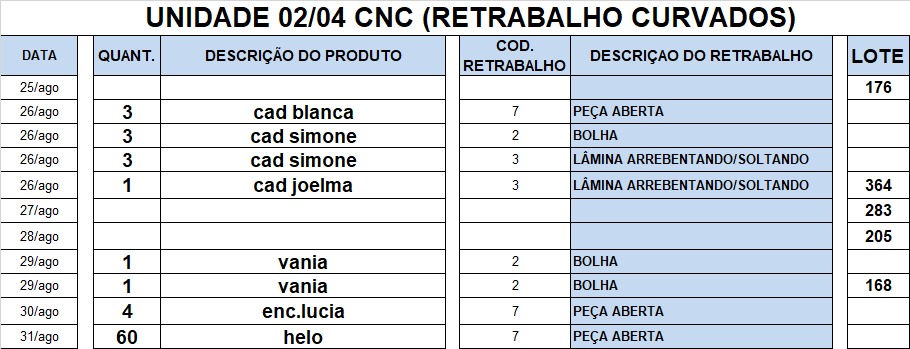 UNIDADE 02/04 CNC (RETRABALHO CURVADOS)
DATA QUANT. DESCRIÇÃO DO PRODUTO COD. RETRABALHO DESCRIÇAO DO RETRABALHO LOTE
25/ago 176
26/ago 3 cad blanca 7 PEÇA ABERTA
26/ago 3 cad simone 2 BOLHA
26/ago 3 cad simone 3 LÂMINA ARREBENTANDO/SOLTANDO
26/ago 1 cad joelma 3 LÂMINA ARREBENTANDO/SOLTANDO 364
27/ago 283
28/ago 205
29/ago 1 vania 2 BOLHA
29/ago 1 vania 2 BOLHA 168
30/ago 4 enc.lucia 7 PEÇA ABERTA
31/ago 60 helo 7 PEÇA ABERTA